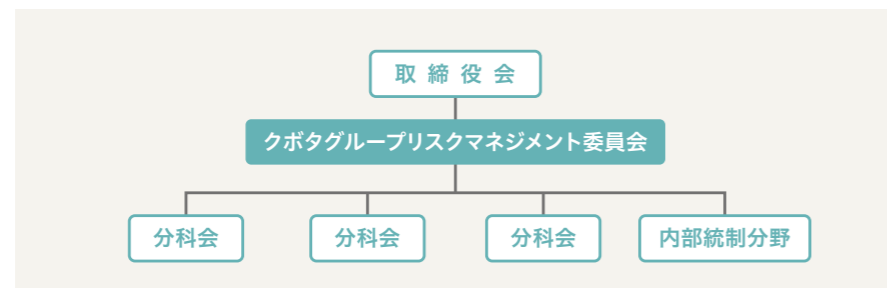 取締役会
クボタグループリスクマネジメント委員会
分科会
分科会
分科会
内部統制分野